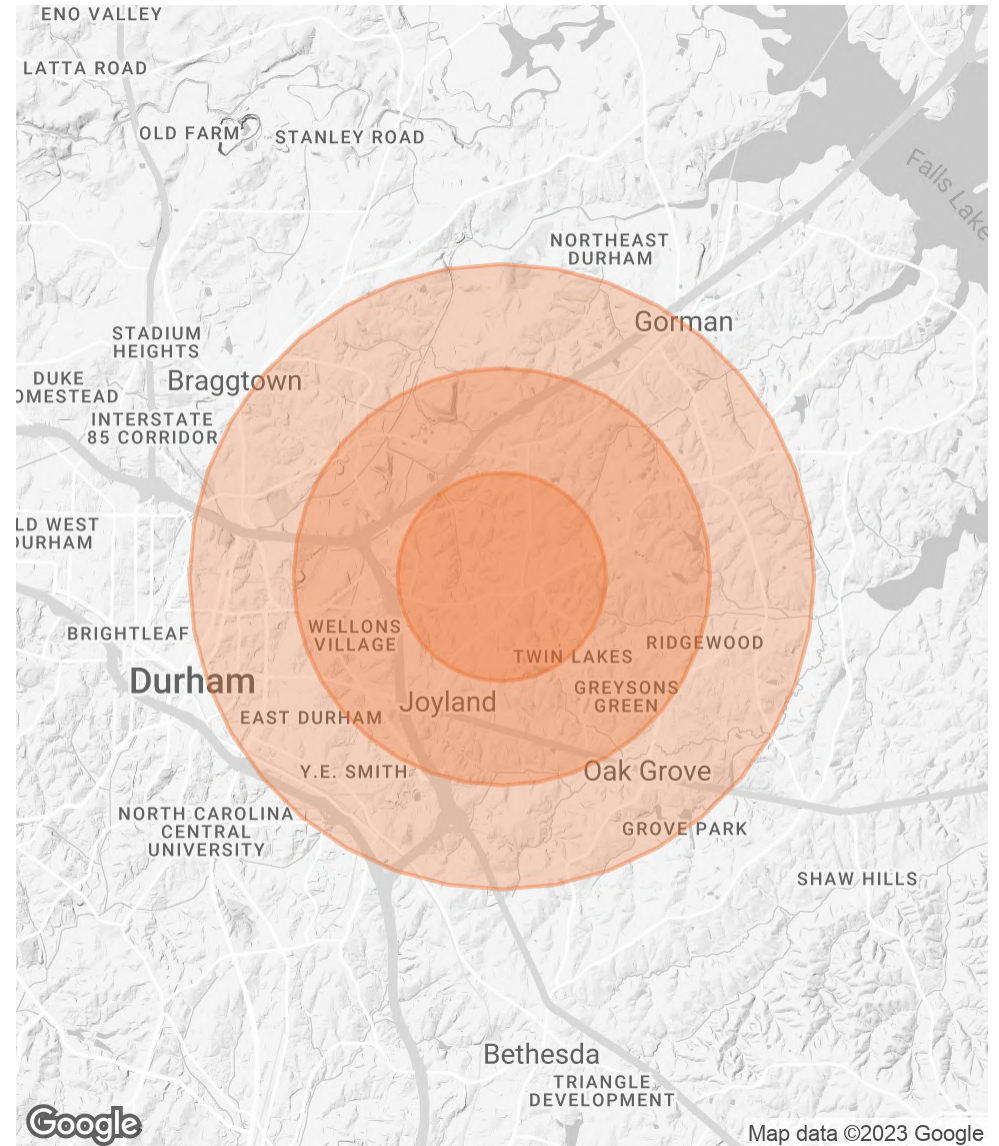 ENO VALLEY
LATTA ROAD
OLD FARM
STANLEY ROAD
Falls Lake
NORTHEAST
DURHAM
Gorman
STADIUM
HEIGHTS
DUKE
OMESTEAD
Braggtown
INTERSTATE
85 CORRIDOR
LD WEST
DURHAM
BRIGHTLEAF
WELLONS
VILLAGE
TWIN LAKES
RIDGEWOOD
Durham
Joyland
GREYSONS
GREEN
EAST DURHAM
Y.E. SMITH
Oak Grove
NORTH CAROLINA
CENTRAL
UNIVERSITY
GROVE PARK
SHAW HILLS
Bethesda
TRIANGLE
DEVELOPMENT
Google
Map data ©2023 Google